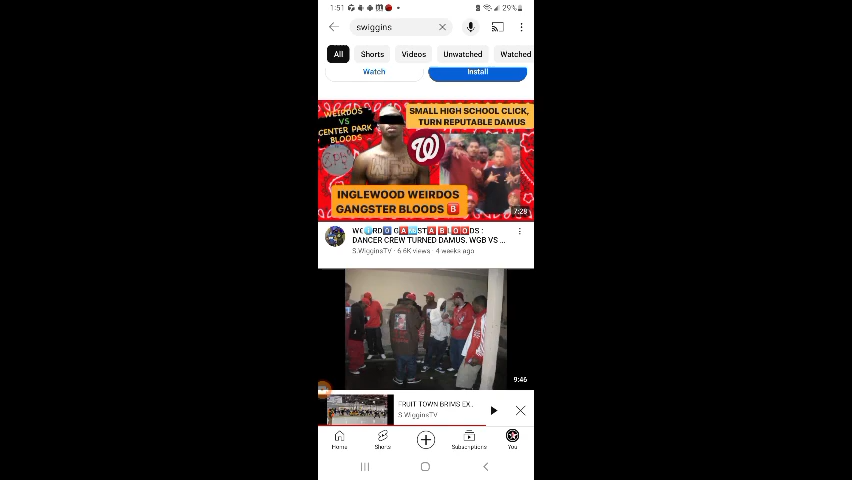 1:51
29%
swiggins
All
Shorts
Videos
Unwatched
Watched
Watch
Install
WEIRDOS
VS
CENTER PARK
BLOODS
SMALL HIGH SCHOOL CLICK,
TURN REPUTABLE DAMUS
W
INGLEWOOD WEIRDOS
GANGSTER BLOODS B
7:28
DANCER CREW TURNED DAMUS. WGB VS ...
S.WigginsTV · 6.6K views · 4 weeks ago
9:46
FRUIT TOWN BRIMS EX...
S.WigginsTV
Home
Shorts
Subscriptions
You